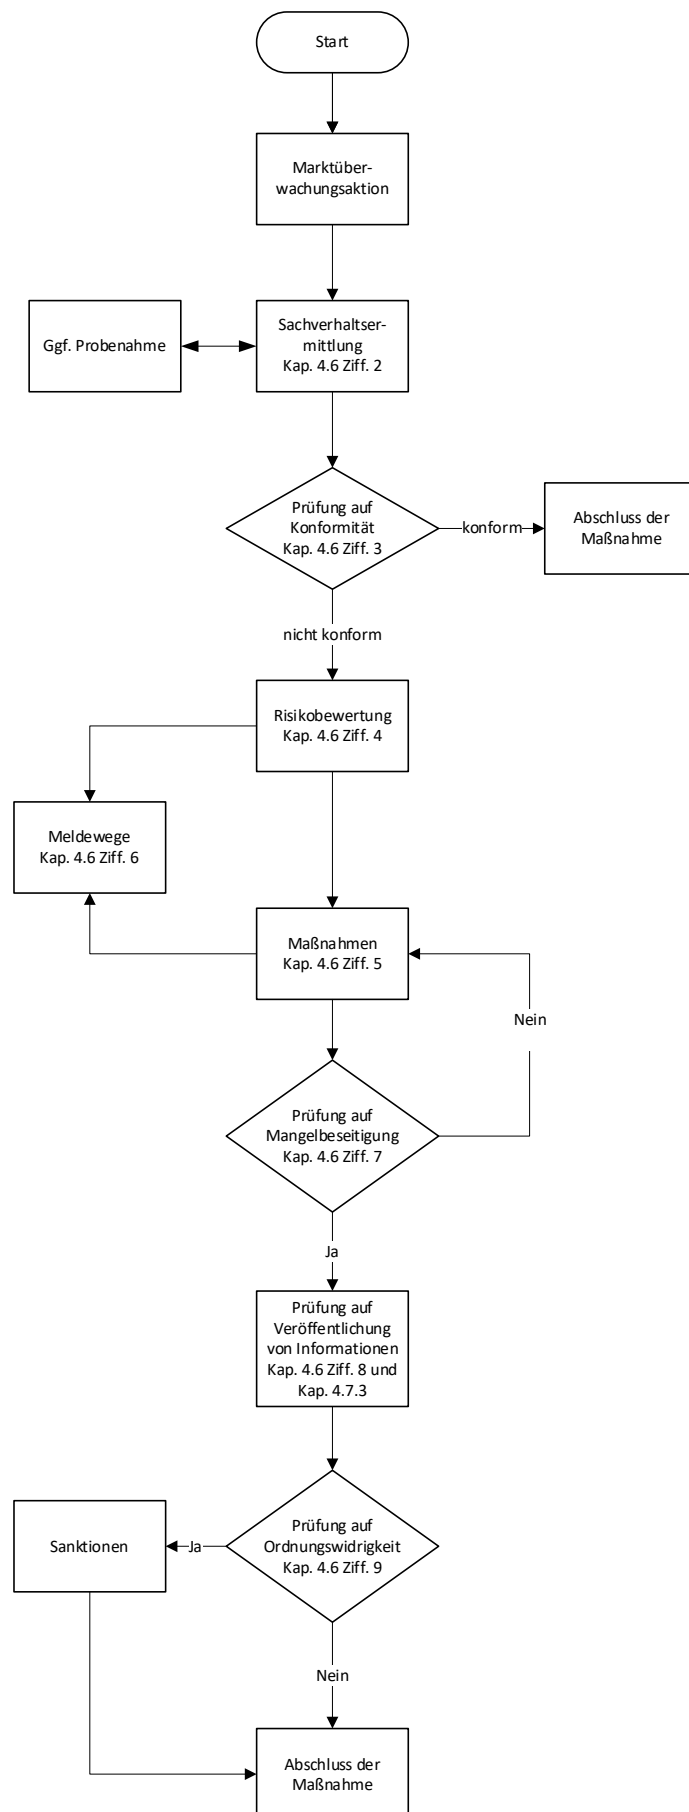 Start
Marktüber-
wachungsaktion
Ggf. Probenahme
Sachverhaltser-
mittlung
Kap. 4.6 Ziff. 2
Prüfung auf
Konformität
Kap. 4.6 Ziff. 3
konform
Abschluss der
Maßnahme
nicht konform
Risikobewertung
Kap. 4.6 Ziff. 4
Meldewege
Kap. 4.6 Ziff. 6
Maßnahmen
Kap. 4.6 Ziff. 5
Nein
Prüfung auf
Mangelbeseitigung
Kap. 4.6 Ziff. 7
Ja
Prüfung auf
Veröffentlichung
von Informationen
Kap. 4.6 Ziff. 8 und
Kap. 4.7.3
Sanktionen
Ja
Prüfung auf
Ordnungswidrigkeit
Kap. 4.6 Ziff. 9
Nein
Abschluss der
Maßnahme